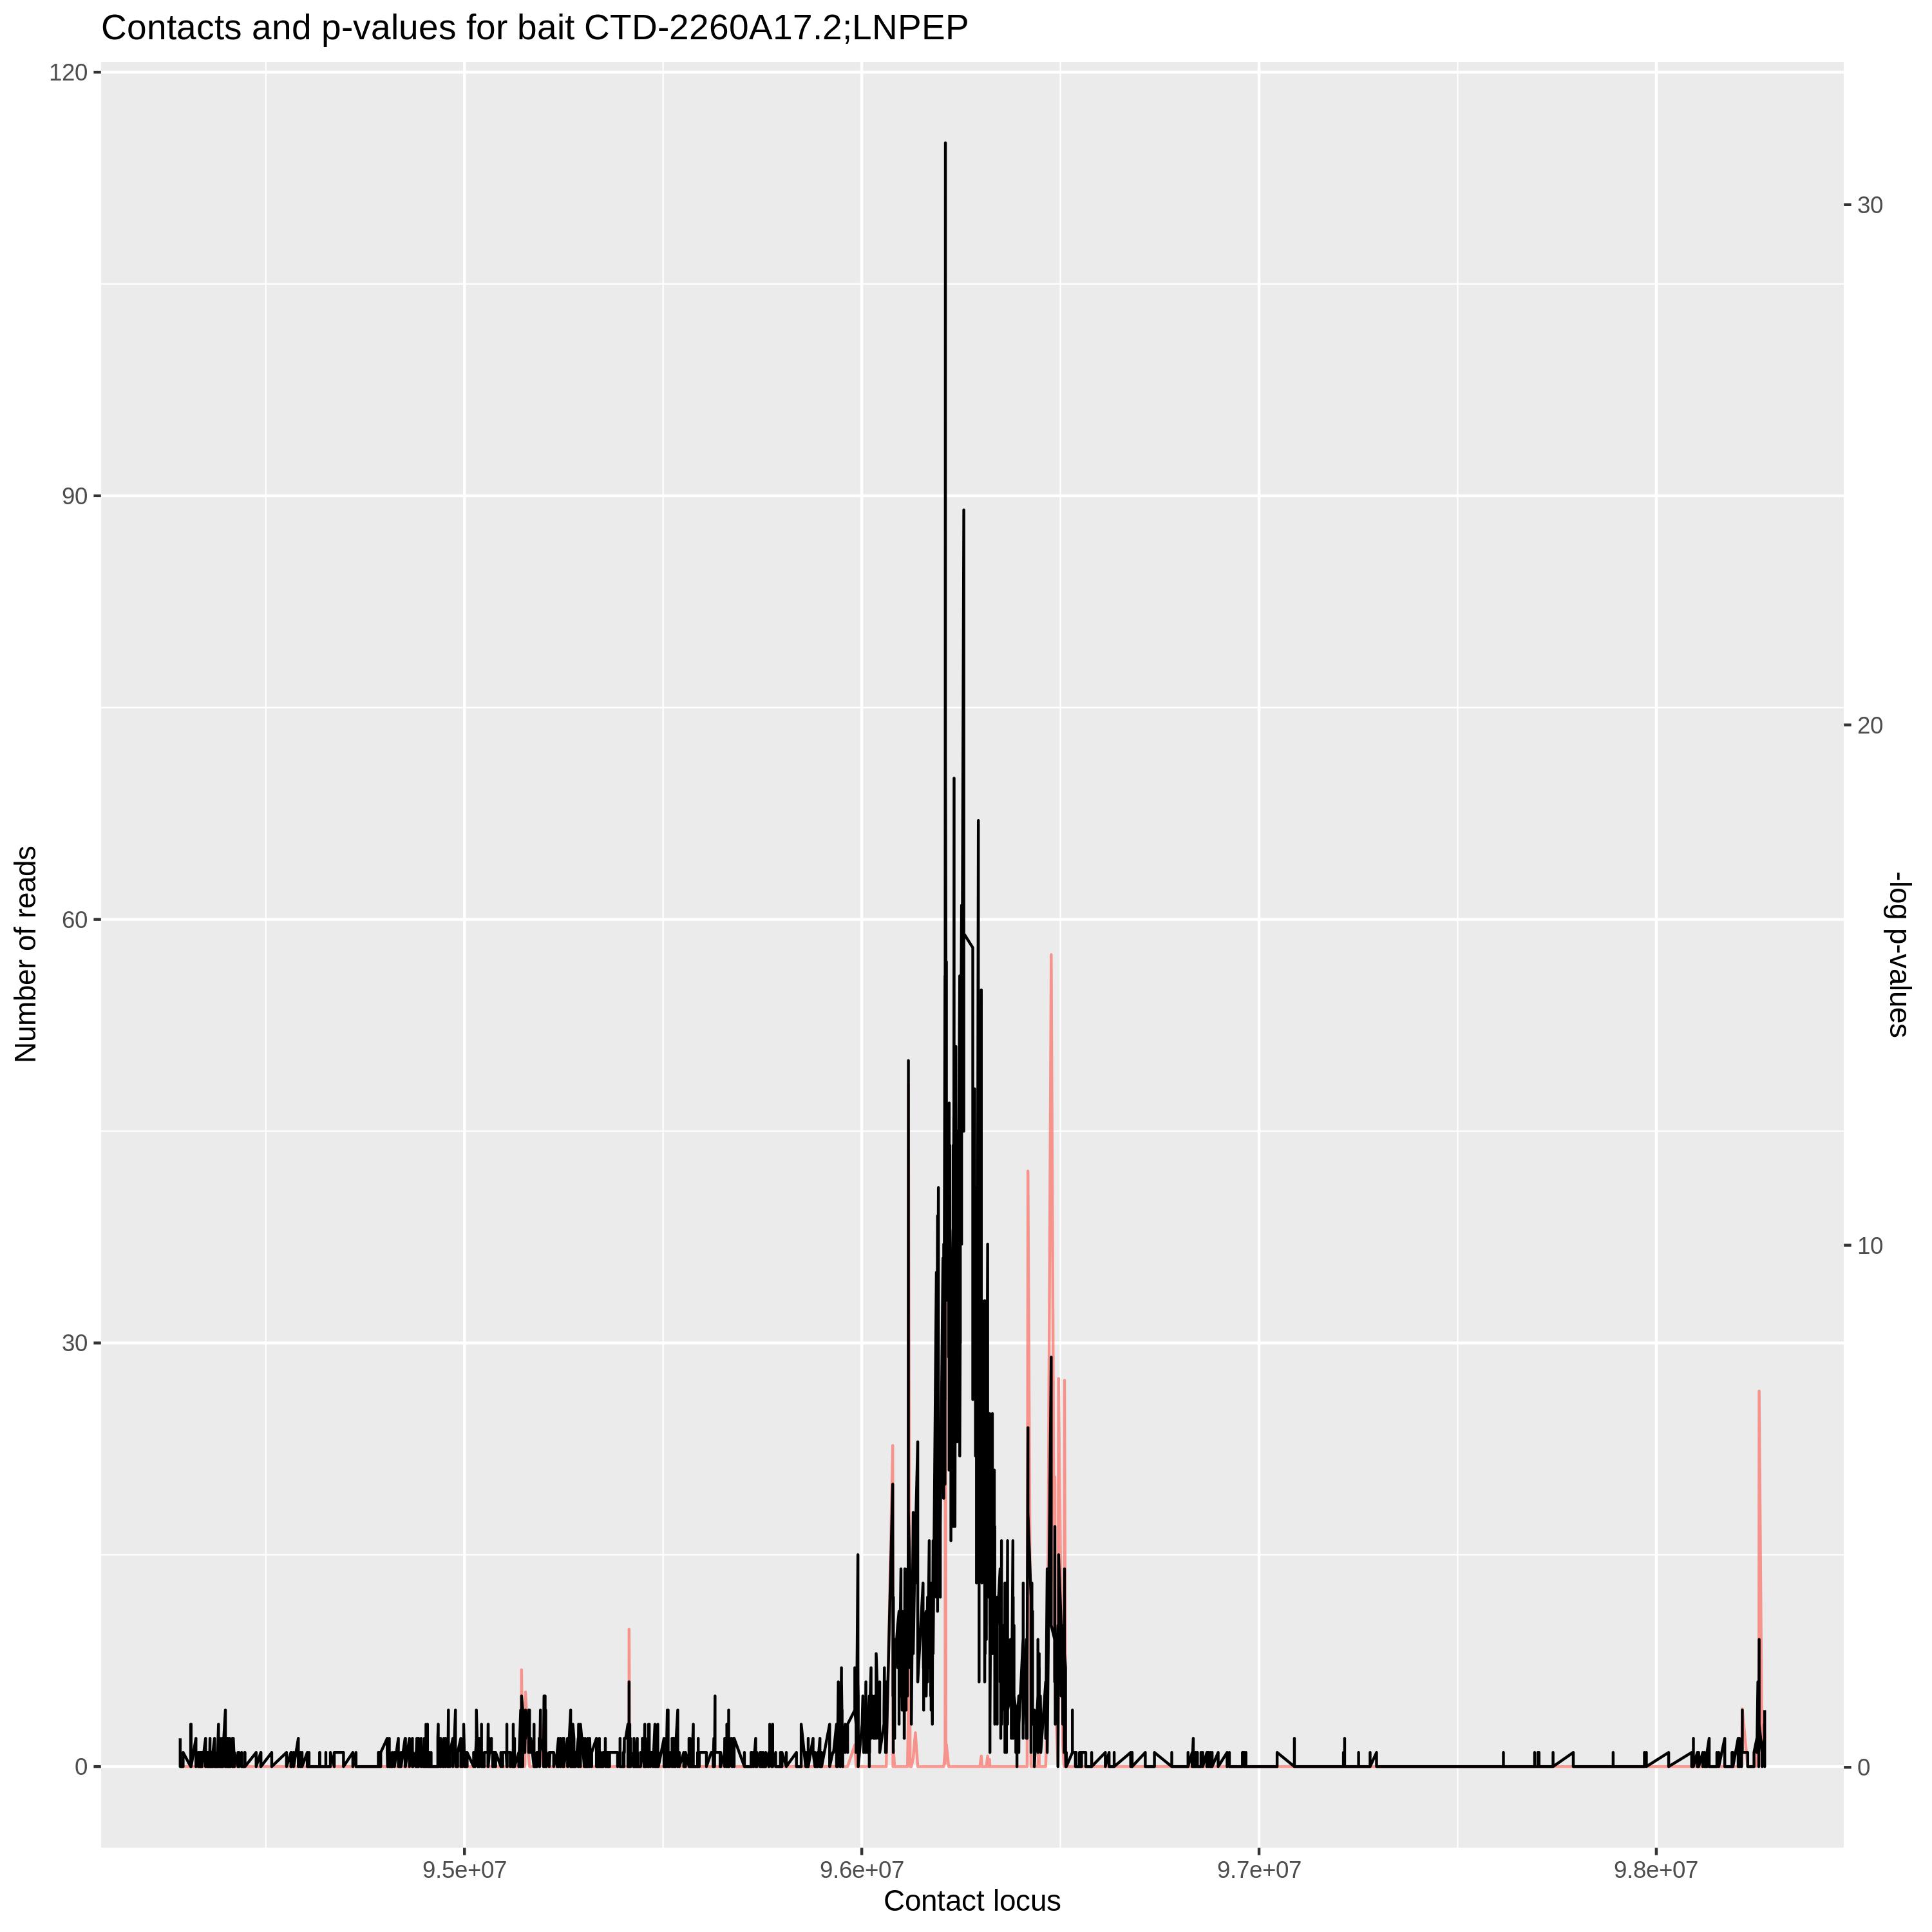 Contacts and p-values for bait CTD-2260A17.2;LNPEP
120
90
60
30
0
Number of reads
30
20
10
0
-log p-values
9.5e+07
9.6e+07
9.7e+07
9.8e+07
Contact locus